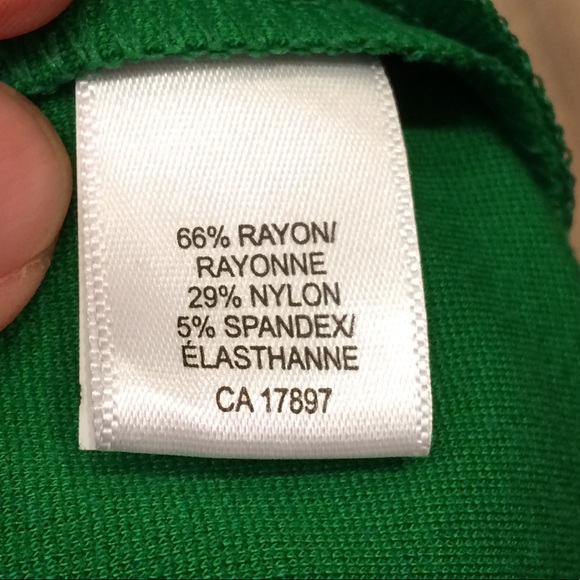 66% RAYON/
RAYONNE
29% NYLON
5% SPANDEX/
ÉLASTHANNE
CA 17897